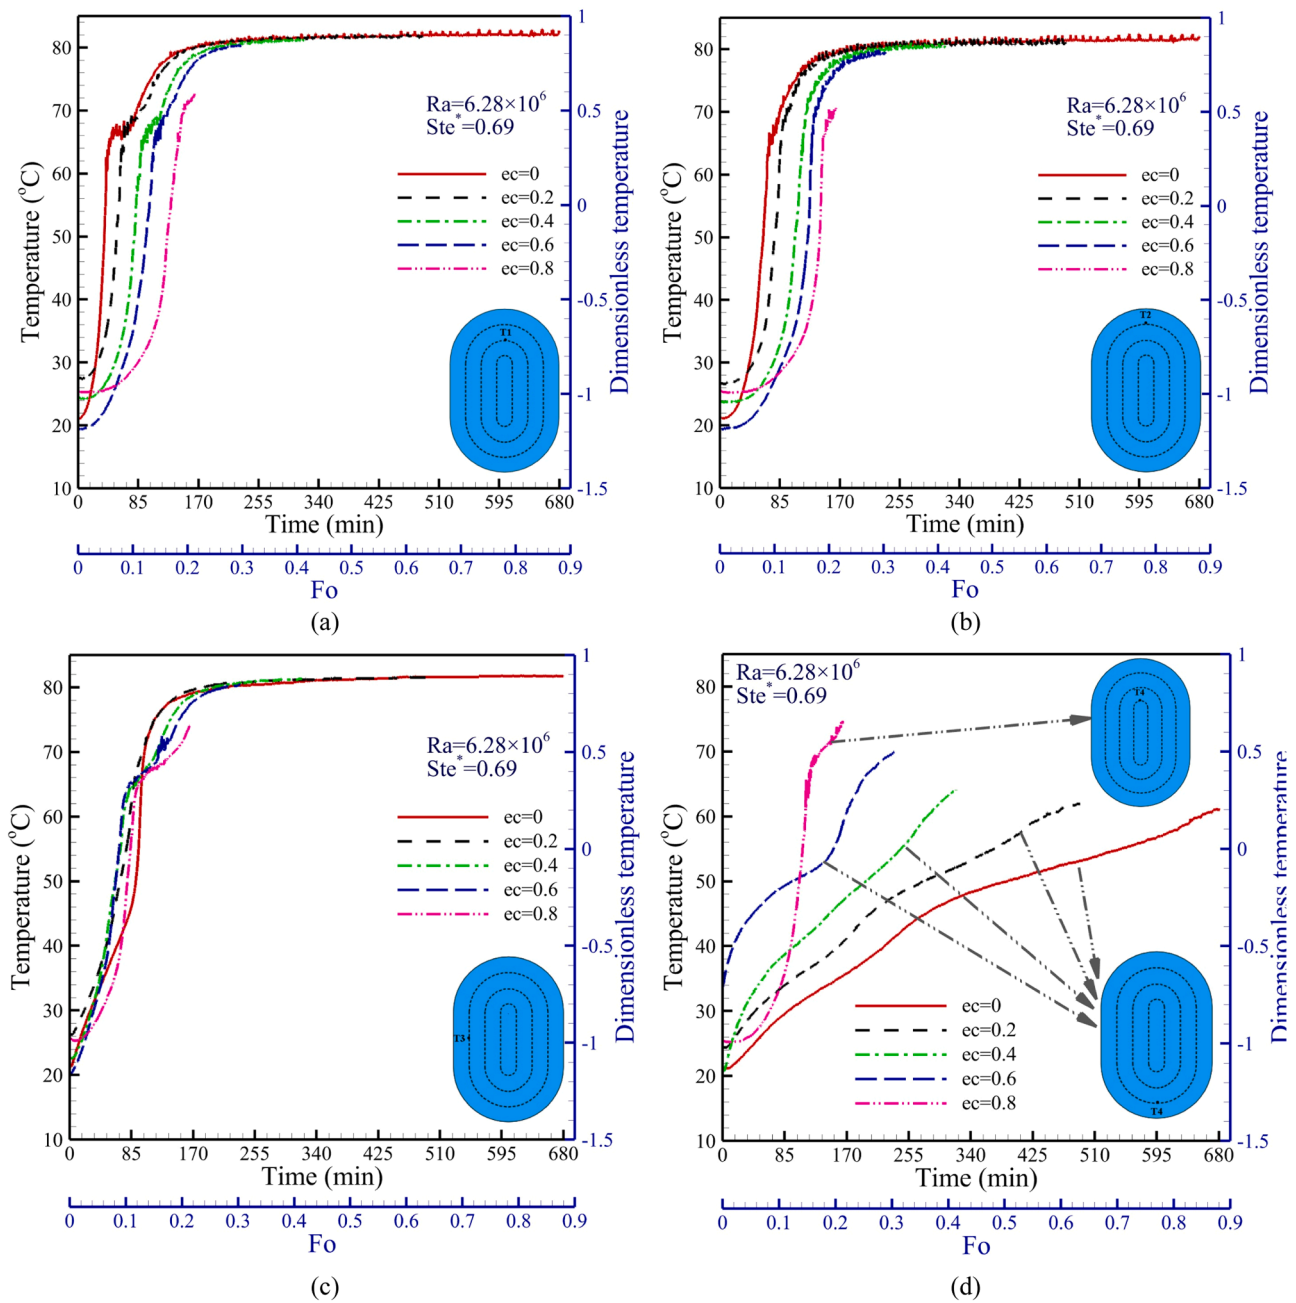 80
70
60
50
40
30
20
10
Temperature (°C)
0 85 170 255 340 425 510 595 680
Time (min)
1
0.5
0
-0.5
-1
-1.5
Dimensionless temperature
0 0.1 0.2 0.3 0.4 0.5 0.6 0.7 0.8 0.9
Fo
Ra=6.28×10⁶
Ste*=0.69
ec=0
ec=0.2
ec=0.4
ec=0.6
ec=0.8
T1
(a)
80
70
60
50
40
30
20
10
Temperature (°C)
0 85 170 255 340 425 510 595 680
Time (min)
1
0.5
0
-0.5
-1
-1.5
Dimensionless temperature
0 0.1 0.2 0.3 0.4 0.5 0.6 0.7 0.8 0.9
Fo
Ra=6.28×10⁶
Ste*=0.69
ec=0
ec=0.2
ec=0.4
ec=0.6
ec=0.8
T2
(b)
80
70
60
50
40
30
20
10
Temperature (°C)
0 85 170 255 340 425 510 595 680
Time (min)
1
0.5
0
-0.5
-1
-1.5
Dimensionless temperature
0 0.1 0.2 0.3 0.4 0.5 0.6 0.7 0.8 0.9
Fo
Ra=6.28×10⁶
Ste*=0.69
ec=0
ec=0.2
ec=0.4
ec=0.6
ec=0.8
T3
(c)
80
70
60
50
40
30
20
10
Temperature (°C)
0 85 170 255 340 425 510 595 680
Time (min)
1
0.5
0
-0.5
-1
-1.5
Dimensionless temperature
0 0.1 0.2 0.3 0.4 0.5 0.6 0.7 0.8 0.9
Fo
Ra=6.28×10⁶
Ste*=0.69
T4
ec=0
ec=0.2
ec=0.4
ec=0.6
ec=0.8
T4
(d)